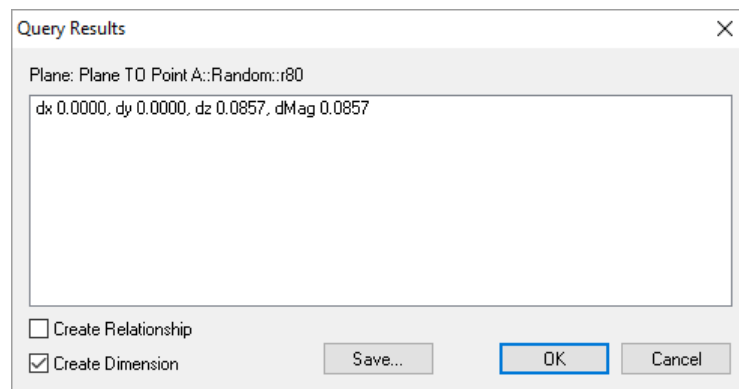 Query Results
Plane: Plane TO Point A::Random::r80
dx 0.0000, dy 0.0000, dz 0.0857, dMag 0.0857
Create Relationship
Create Dimension
Save...
OK
Cancel